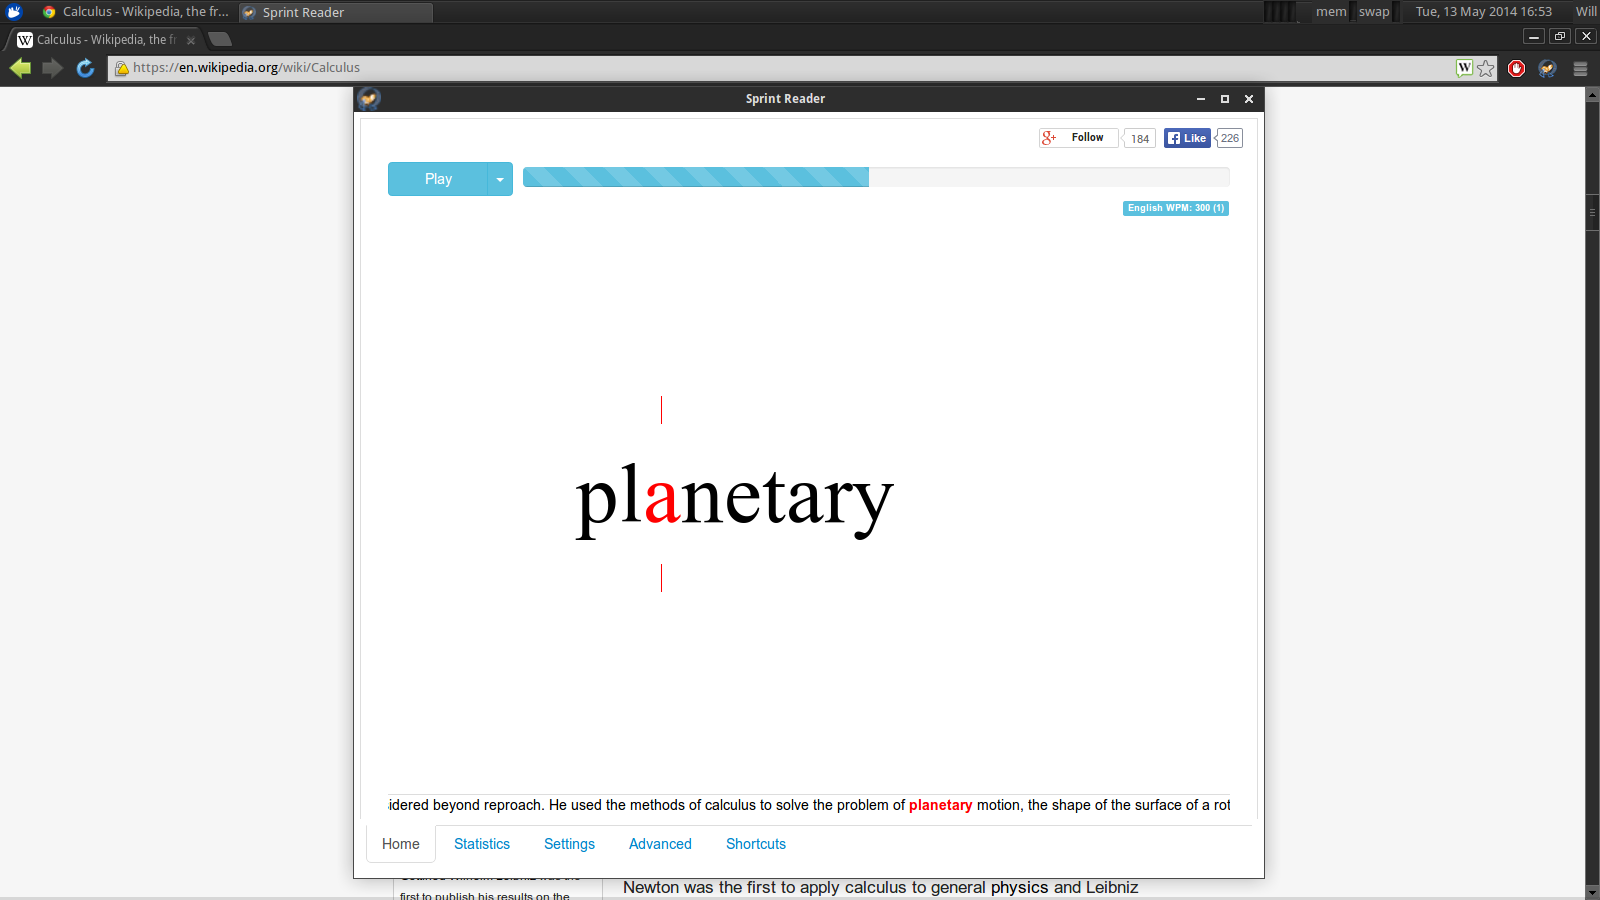 Calculus - Wikipedia, the fr...
Sprint Reader
mem
swap
Tue, 13 May 2014 16:53
Will
W
Calculus - Wikipedia, the fr
https://en.wikipedia.org/wiki/Calculus
W
Sprint Reader
g+ Follow 184
Like 226
Play
English WPM: 300 (1)
planetary
idered beyond reproach. He used the methods of calculus to solve the problem of planetary motion, the shape of the surface of a rot
Home
Statistics
Settings
Advanced
Shortcuts
first to publish his results on the
Newton was the first to apply calculus to general physics and Leibniz